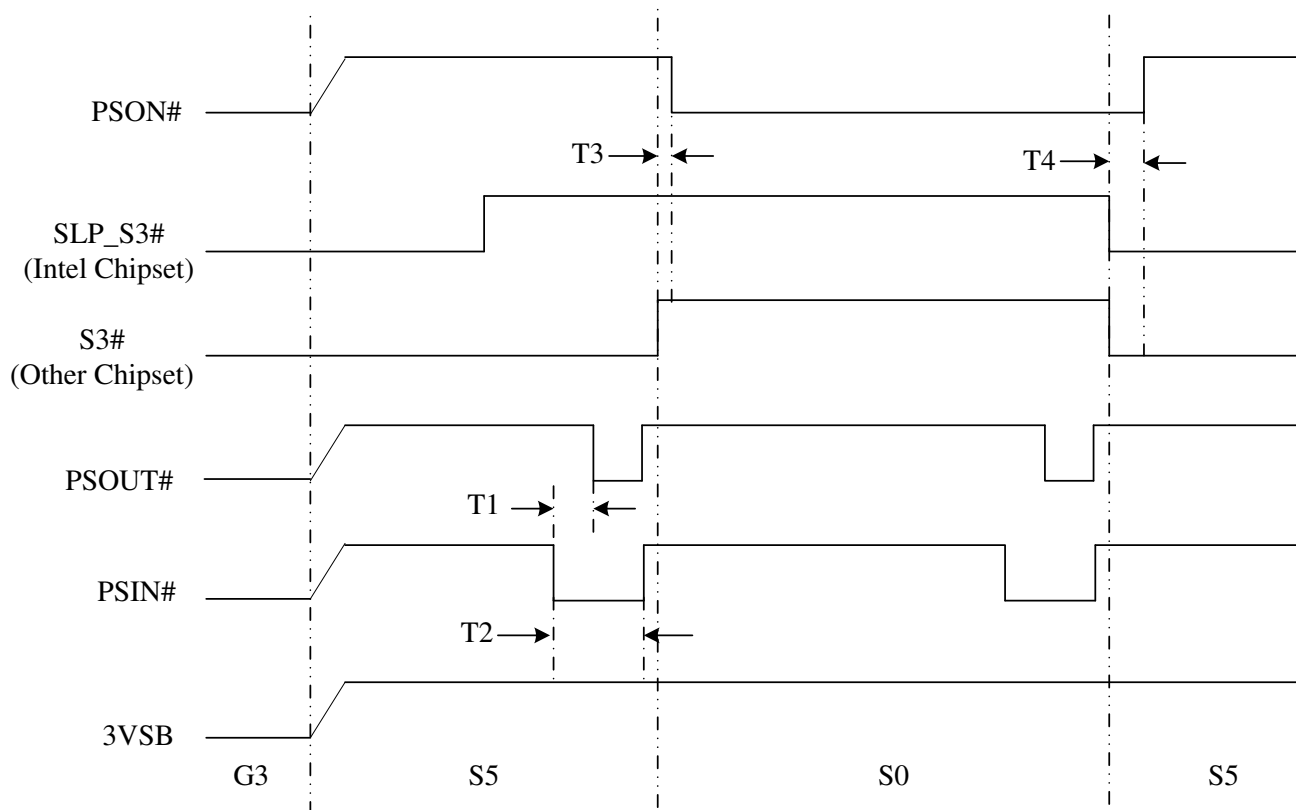 PSON#
T3
T4
SLP_S3#
(Intel Chipset)
S3#
(Other Chipset)
PSOUT#
T1
PSIN#
T2
3VSB
G3 S5 S0 S5